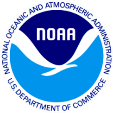 NATIONAL OCEANIC AND ATMOSPHERIC ADMINISTRATION
NOAA
U.S. DEPARTMENT OF COMMERCE